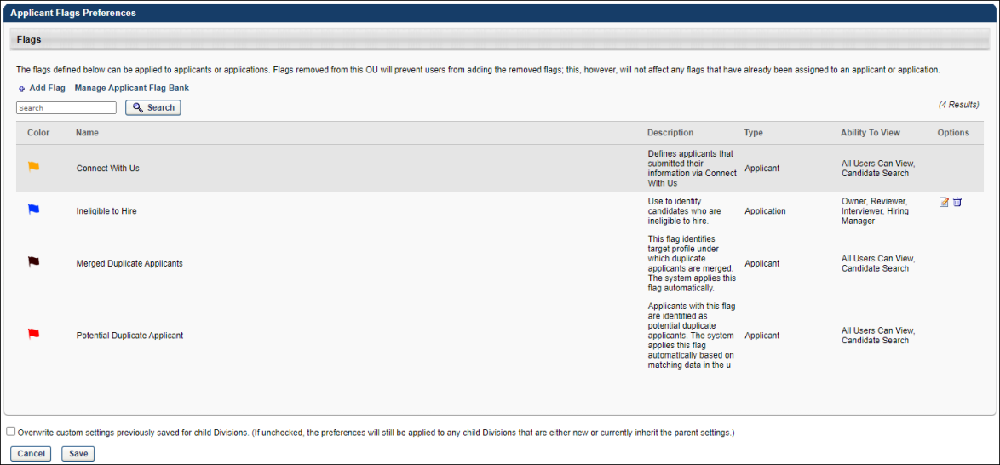 Applicant Flags Preferences
Flags
The flags defined below can be applied to applicants or applications. Flags removed from this OU will prevent users from adding the removed flags; this, however, will not affect any flags that have already been assigned to an applicant or application.
Add Flag Manage Applicant Flag Bank
Search Search (4 Results)
Color Name Description Type Ability To View Options
Connect With Us
Defines applicants that
submitted their
information via Connect
With Us
Applicant
All Users Can View,
Candidate Search
Ineligible to Hire
Use to identify
candidates who are
ineligible to hire.
Application
Owner, Reviewer,
Interviewer, Hiring
Manager
Merged Duplicate Applicants
This flag identifies
target profile under
which duplicate
applicants are merged.
The system applies this
flag automatically.
Applicant
All Users Can View,
Candidate Search
Potential Duplicate Applicant
Applicants with this flag
are identified as
potential duplicate
applicants. The system
applies this flag
automatically based on
matching data in the u
Applicant
All Users Can View,
Candidate Search
Overwrite custom settings previously saved for child Divisions. (If unchecked, the preferences will still be applied to any child Divisions that are either new or currently inherit the parent settings.)
Cancel Save